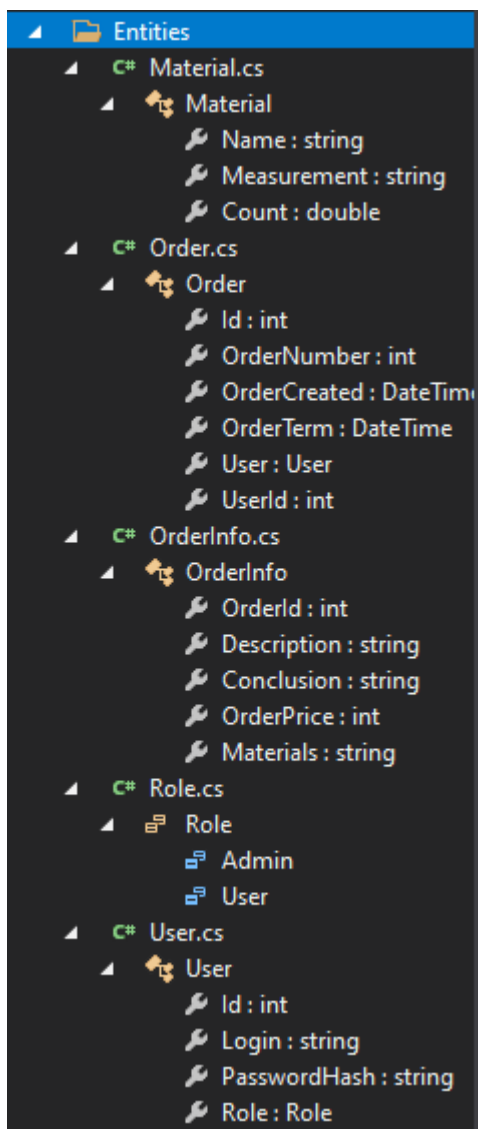 Entities
C# Material.cs
Material
Name : string
Measurement : string
Count : double
C# Order.cs
Order
Id : int
OrderNumber : int
OrderCreated : DateTim
OrderTerm : DateTime
User : User
UserId : int
C# OrderInfo.cs
OrderInfo
OrderId : int
Description : string
Conclusion : string
OrderPrice : int
Materials : string
C# Role.cs
Role
Admin
User
C# User.cs
User
Id : int
Login : string
PasswordHash : string
Role : Role